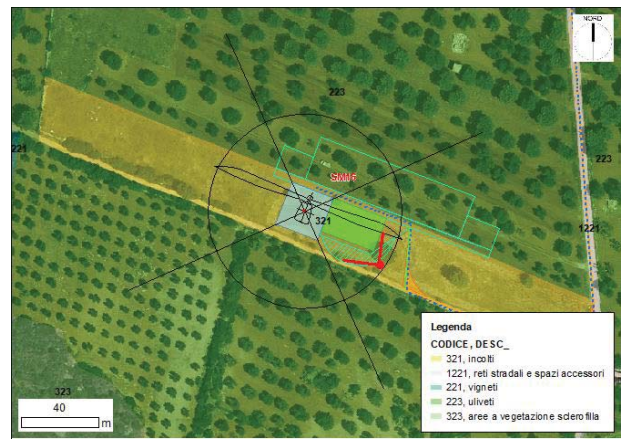 NORD
223
221
SM16
223
321
1221
323
40
m
Legenda
CODICE, DESC_
321, incolti
1221, reti stradali e spazi accessori
221, vigneti
223, uliveti
323, aree a vegetazione sclerofilla